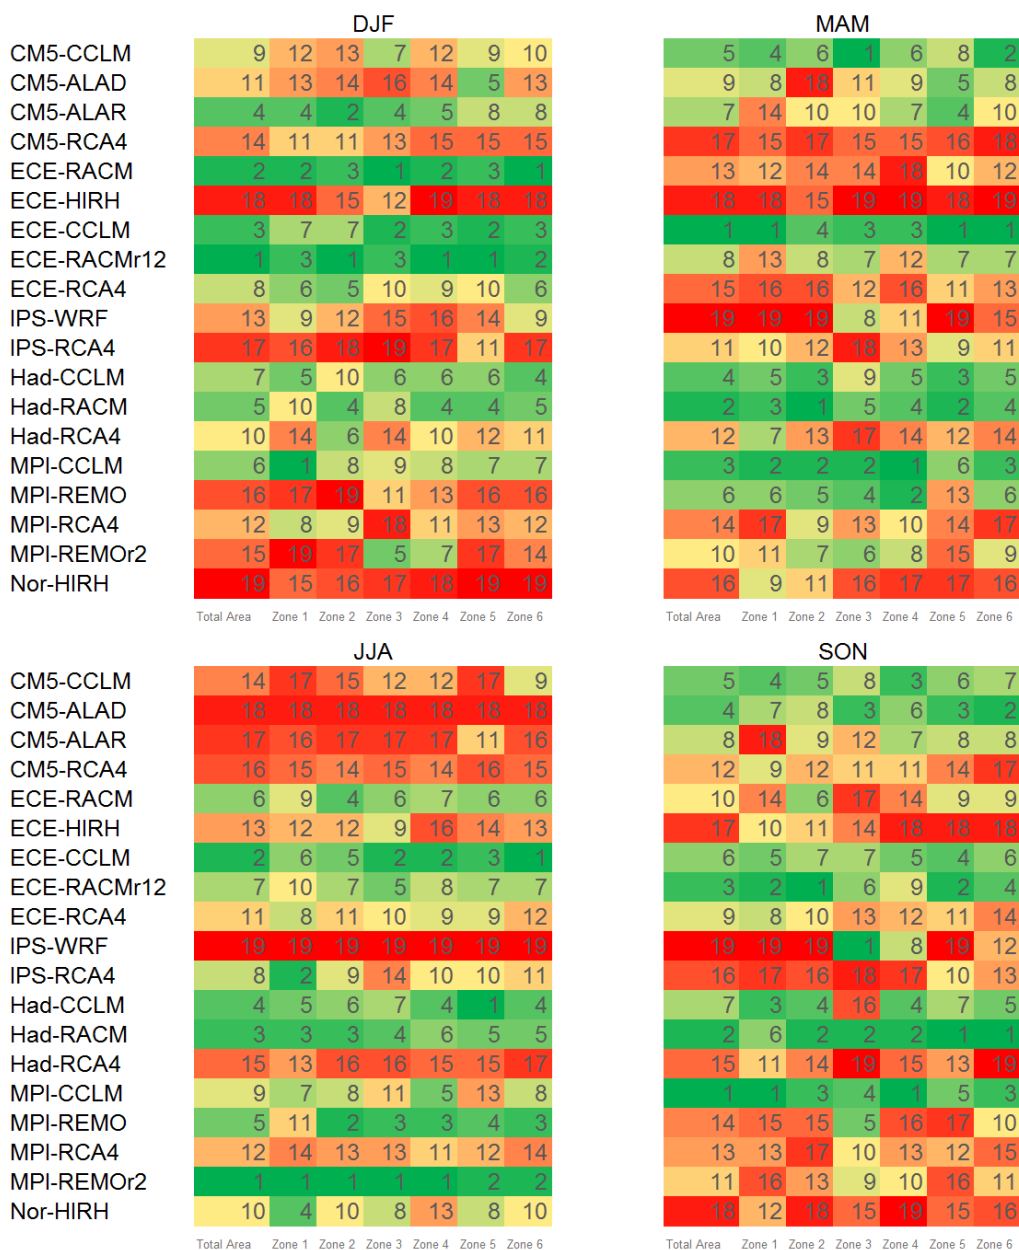 DJF MAM
CM5-CCLM 9 12 13 7 12 9 10 5 4 6 1 6 8 2
CM5-ALAD 11 13 14 16 14 5 13 9 8 18 11 9 5 8
CM5-ALAR 4 4 2 4 5 8 8 7 14 10 10 7 4 10
CM5-RCA4 14 11 11 13 15 15 15 17 15 17 15 15 16 18
ECE-RACM 2 2 3 1 2 3 1 13 12 14 14 18 10 12
ECE-HIRH 18 18 15 12 19 18 18 18 18 15 19 19 18 19
ECE-CCLM 3 7 7 2 3 2 3 1 1 4 3 3 1 1
ECE-RACMr12 1 3 1 3 1 1 2 8 13 8 7 12 7 7
ECE-RCA4 8 6 5 10 9 10 6 15 16 16 12 16 11 13
IPS-WRF 13 9 12 15 16 14 9 19 19 19 8 11 19 15
IPS-RCA4 17 16 18 19 17 11 17 11 10 12 18 13 9 11
Had-CCLM 7 5 10 6 6 6 4 4 5 3 9 5 3 5
Had-RACM 5 10 4 8 4 4 5 2 3 1 5 4 2 4
Had-RCA4 10 14 6 14 10 12 11 12 7 13 17 14 12 14
MPI-CCLM 6 1 8 9 8 7 7 3 2 2 2 1 6 3
MPI-REMO 16 17 19 11 13 16 16 6 6 5 4 2 13 6
MPI-RCA4 12 8 9 18 11 13 12 14 17 9 13 10 14 17
MPI-REMOr2 15 19 17 5 7 17 14 10 11 7 6 8 15 9
Nor-HIRH 19 15 16 17 18 19 19 16 9 11 16 17 17 16
Total Area Zone 1 Zone 2 Zone 3 Zone 4 Zone 5 Zone 6 Total Area Zone 1 Zone 2 Zone 3 Zone 4 Zone 5 Zone 6
JJA SON
CM5-CCLM 14 17 15 12 12 17 9 5 4 5 8 3 6 7
CM5-ALAD 18 18 18 18 18 18 18 4 7 8 3 6 3 2
CM5-ALAR 17 16 17 17 17 11 16 8 18 9 12 7 8 8
CM5-RCA4 16 15 14 15 14 16 15 12 9 12 11 11 14 17
ECE-RACM 6 9 4 6 7 6 6 10 14 6 17 14 9 9
ECE-HIRH 13 12 12 9 16 14 13 17 10 11 14 18 18 18
ECE-CCLM 2 6 5 2 2 3 1 6 5 7 7 5 4 6
ECE-RACMr12 7 10 7 5 8 7 7 3 2 1 6 9 2 4
ECE-RCA4 11 8 11 10 9 9 12 9 8 10 13 12 11 14
IPS-WRF 19 19 19 19 19 19 19 19 19 19 1 8 19 12
IPS-RCA4 8 2 9 14 10 10 11 16 17 16 18 17 10 13
Had-CCLM 4 5 6 7 4 1 4 7 3 4 16 4 7 5
Had-RACM 3 3 3 4 6 5 5 2 6 2 2 2 1 1
Had-RCA4 15 13 16 16 15 15 17 15 11 14 19 15 13 19
MPI-CCLM 9 7 8 11 5 13 8 1 1 3 4 1 5 3
MPI-REMO 5 11 2 3 3 4 3 14 15 15 5 16 17 10
MPI-RCA4 12 14 13 13 11 12 14 13 13 17 10 13 12 15
MPI-REMOr2 1 1 1 1 1 2 2 11 16 13 9 10 16 11
Nor-HIRH 10 4 10 8 13 8 10 18 12 18 15 19 15 16
Total Area Zone 1 Zone 2 Zone 3 Zone 4 Zone 5 Zone 6 Total Area Zone 1 Zone 2 Zone 3 Zone 4 Zone 5 Zone 6